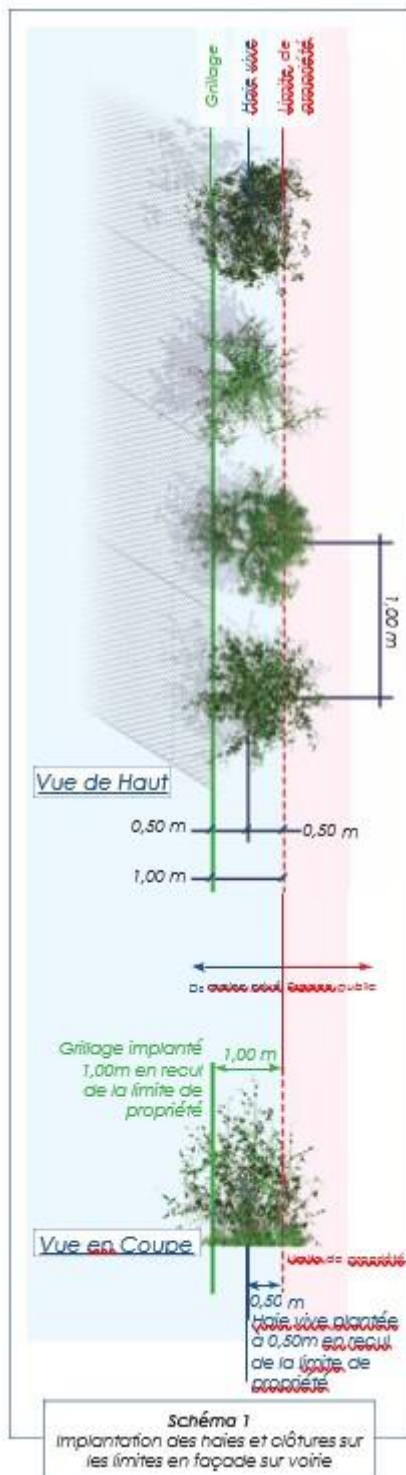 Grillage
Haie vive
Limite de
propriété
1,00 m
Vue de Haut
0,50 m
0,50 m
1,00 m
Grillage implanté
1,00m en recul
de la limite de
propriété
1,00 m
Vue en Coupe
de propriété
0,50 m
Haie vive plantée
à 0,50m en recul
de la limite de
propriété
Schéma 1
Implantation des haies et clôtures sur
les limites en façade sur voirie